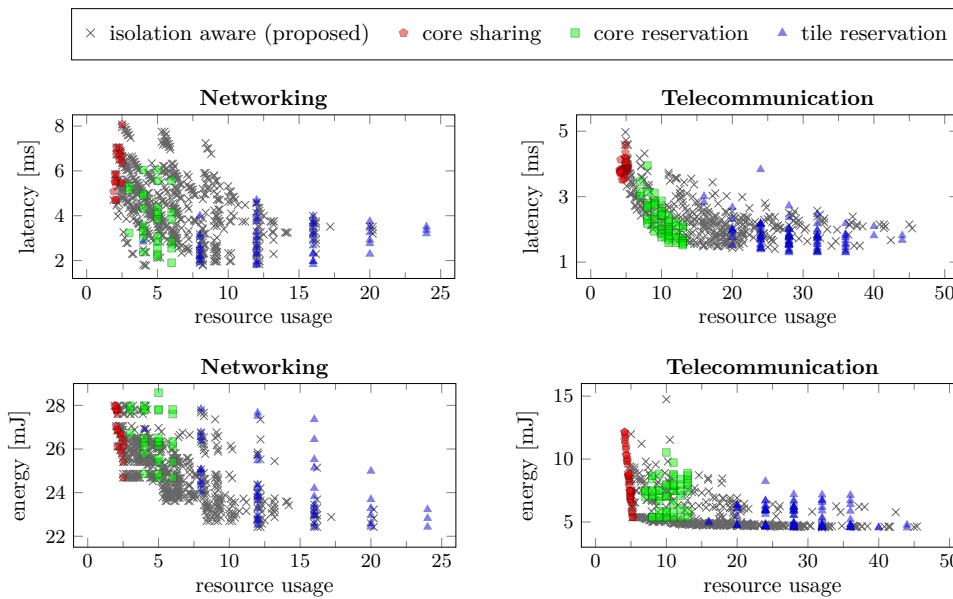 isolation aware (proposed) core sharing core reservation tile reservation
Networking Telecommunication
8
6
4
2
latency [ms]
0 5 10 15 20 25
resource usage
5
3
1
latency [ms]
0 10 20 30 40 50
resource usage
Networking Telecommunication
28
26
24
22
energy [mJ]
0 5 10 15 20 25
resource usage
15
10
5
energy [mJ]
0 10 20 30 40 50
resource usage